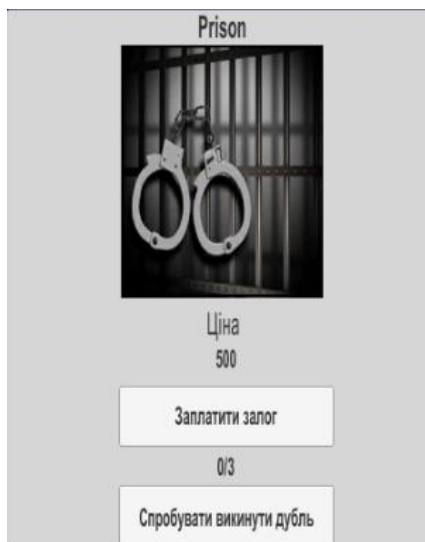 Prison
Ціна
500
Заплатити залог
0/3
Спробувати викинути дубль